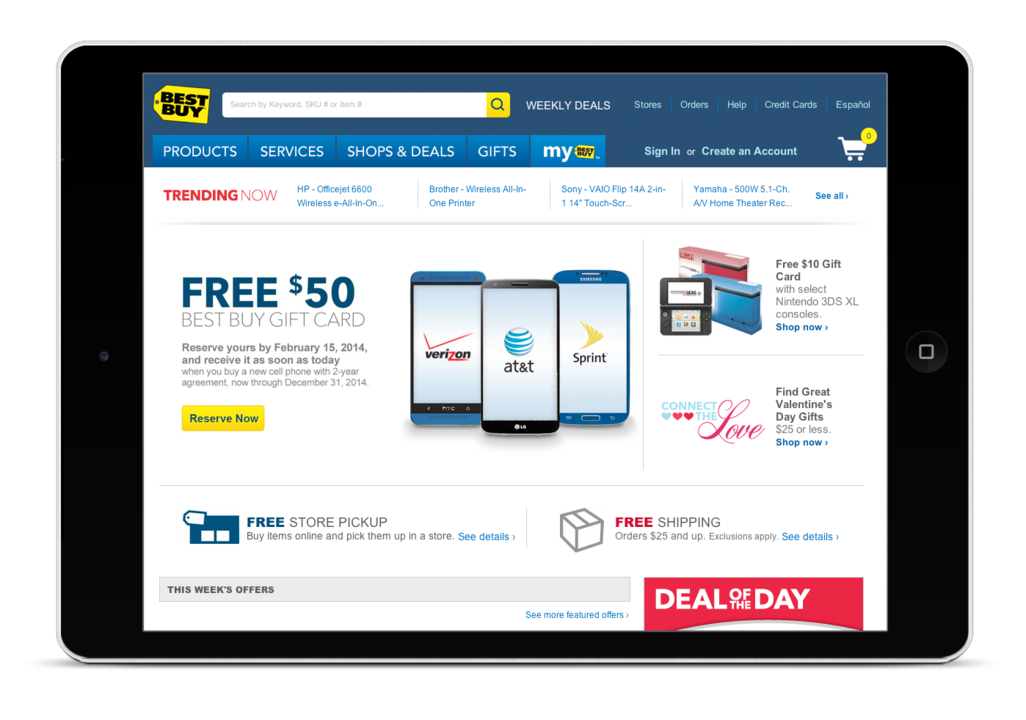 BEST BUY
Search by Keyword, SKU # or Item #
WEEKLY DEALS
Stores
Orders
Help
Credit Cards
Español
PRODUCTS
SERVICES
SHOPS & DEALS
GIFTS
my BEST BUY™
Sign In or Create an Account
0
TRENDING NOW
HP - Officejet 6600
Wireless e-All-In-On...
Brother - Wireless All-In-
One Printer
Sony - VAIO Flip 14A 2-in-
1 14" Touch-Scr...
Yamaha - 500W 5.1-Ch.
A/V Home Theater Rec...
See all ›
FREE $50
BEST BUY GIFT CARD
Reserve yours by February 15, 2014,
and receive it as soon as today
when you buy a new cell phone with 2-year
agreement, now through December 31, 2014.
Reserve Now
verizon
hTC
at&t
LG
SAMSUNG
Sprint
Free $10 Gift
Card
with select
Nintendo 3DS XL
consoles.
Shop now ›
CONNECT
THE
Love
Find Great
Valentine's
Day Gifts
$25 or less.
Shop now ›
FREE STORE PICKUP
Buy items online and pick them up in a store. See details ›
FREE SHIPPING
Orders $25 and up. Exclusions apply. See details ›
THIS WEEK'S OFFERS
See more featured offers ›
DEAL OF THE DAY